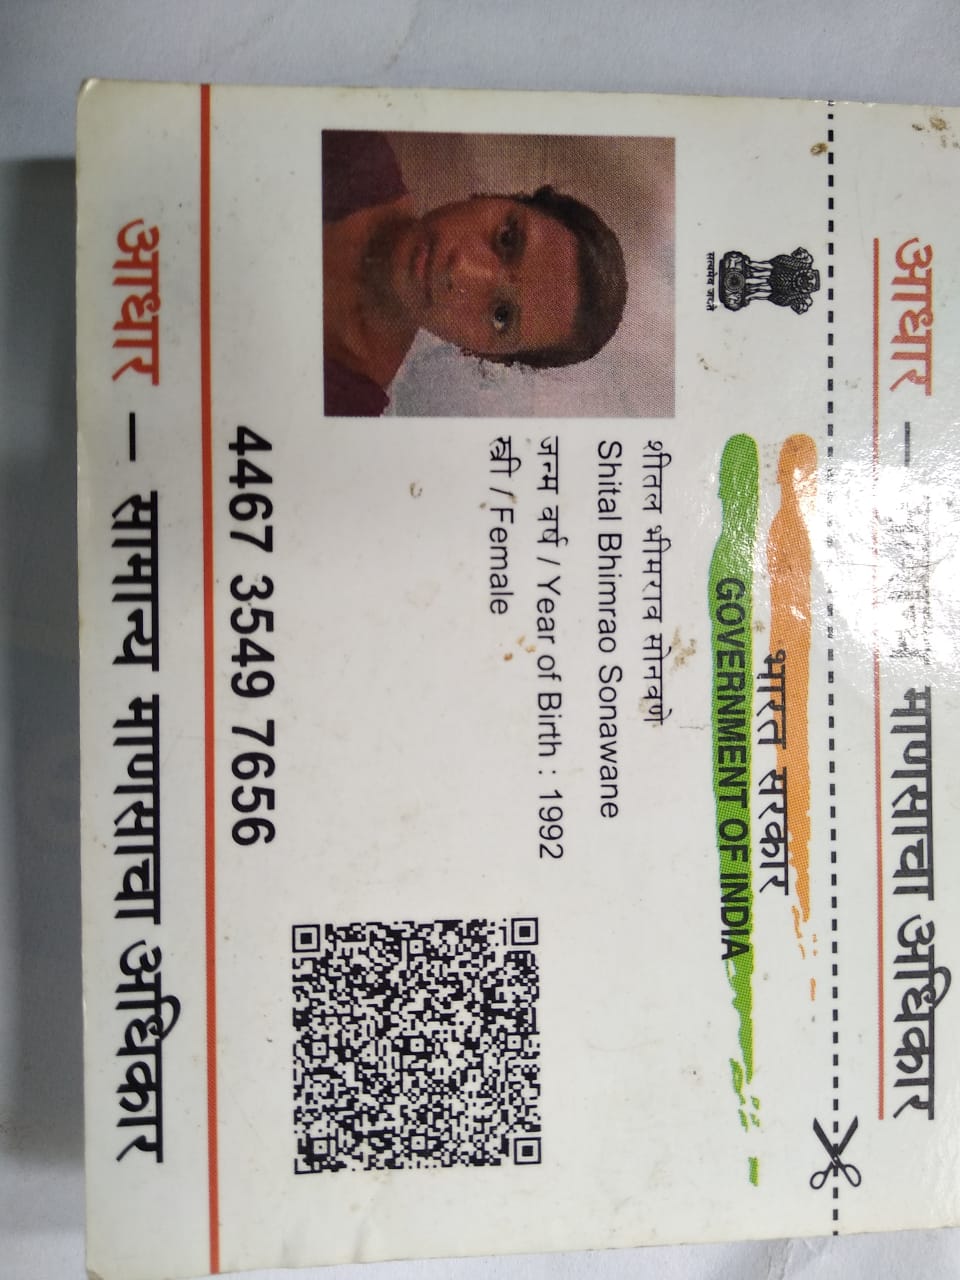 भारत सरकार
GOVERNMENT OF INDIA
सत्यमेव जयते
शीतल भीमराव सोनवणे
Shital Bhimrao Sonawane
जन्म वर्ष / Year of Birth : 1992
स्त्री / Female
4467 3549 7656
आधार — सामान्य माणसाचा अधिकार
आधार — माणसाचा अधिकार